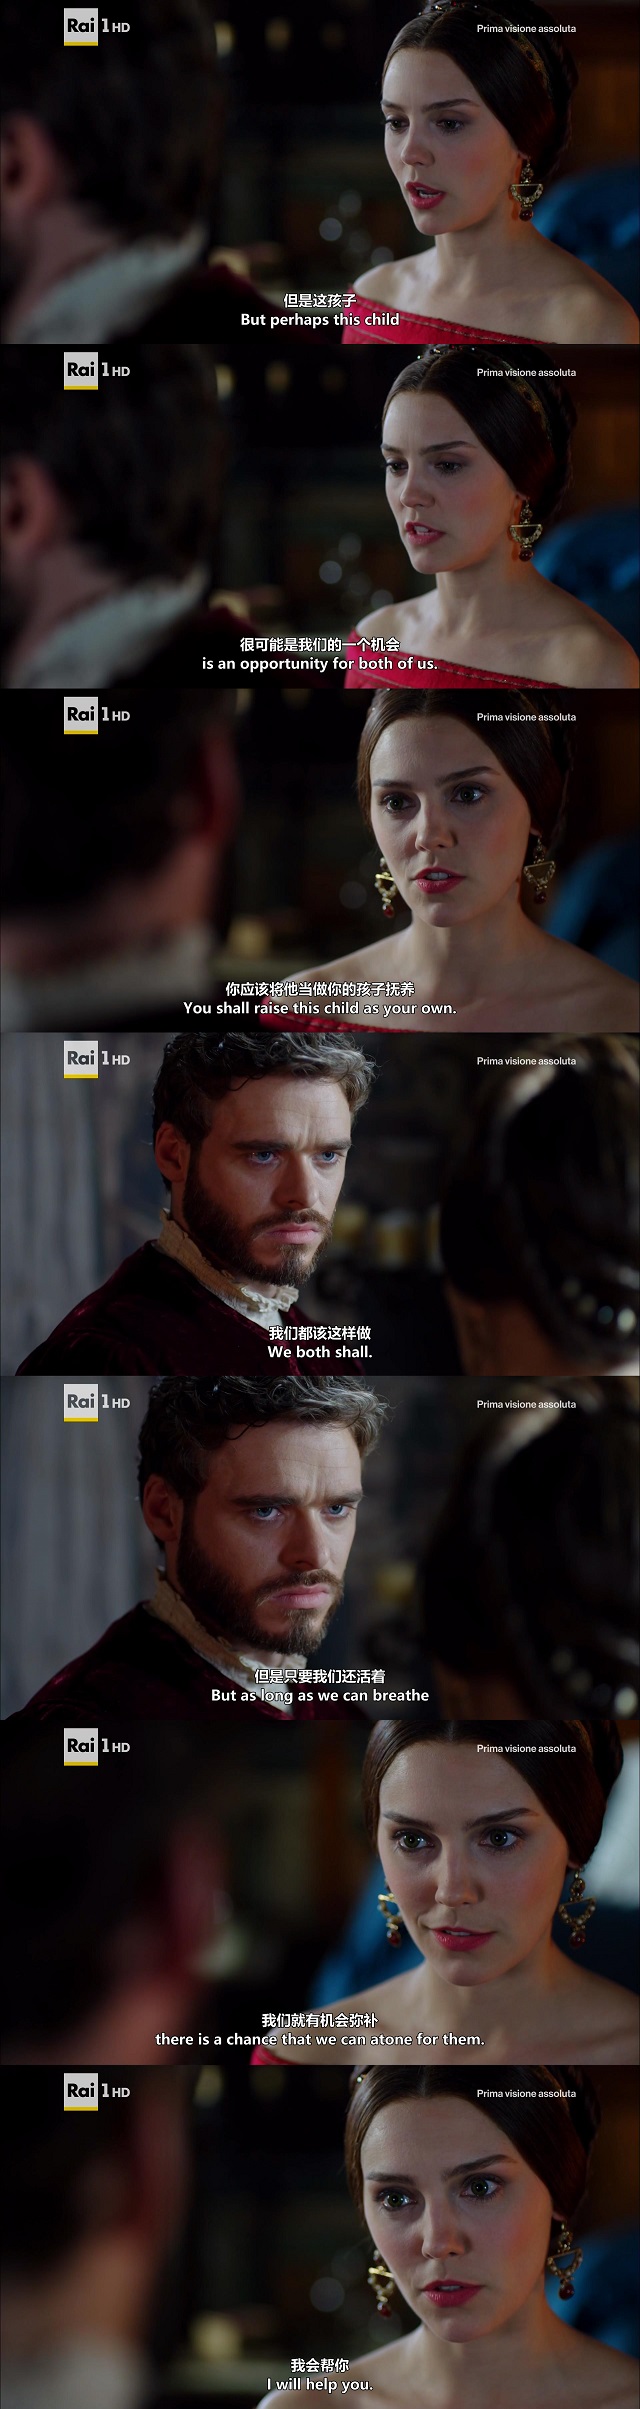 Rai 1 HD
Prima visione assoluta
但是这孩子
But perhaps this child
Rai 1 HD
Prima visione assoluta
很可能是我们的一个机会
is an opportunity for both of us.
Rai 1 HD
Prima visione assoluta
你应该将他当做你的孩子抚养
You shall raise this child as your own.
Rai 1 HD
Prima visione assoluta
我们都该这样做
We both shall.
Rai 1 HD
Prima visione assoluta
但是只要我们还活着
But as long as we can breathe
Rai 1 HD
Prima visione assoluta
我们就有机会弥补
there is a chance that we can atone for them.
Rai 1 HD
Prima visione assoluta
我会帮你
I will help you.